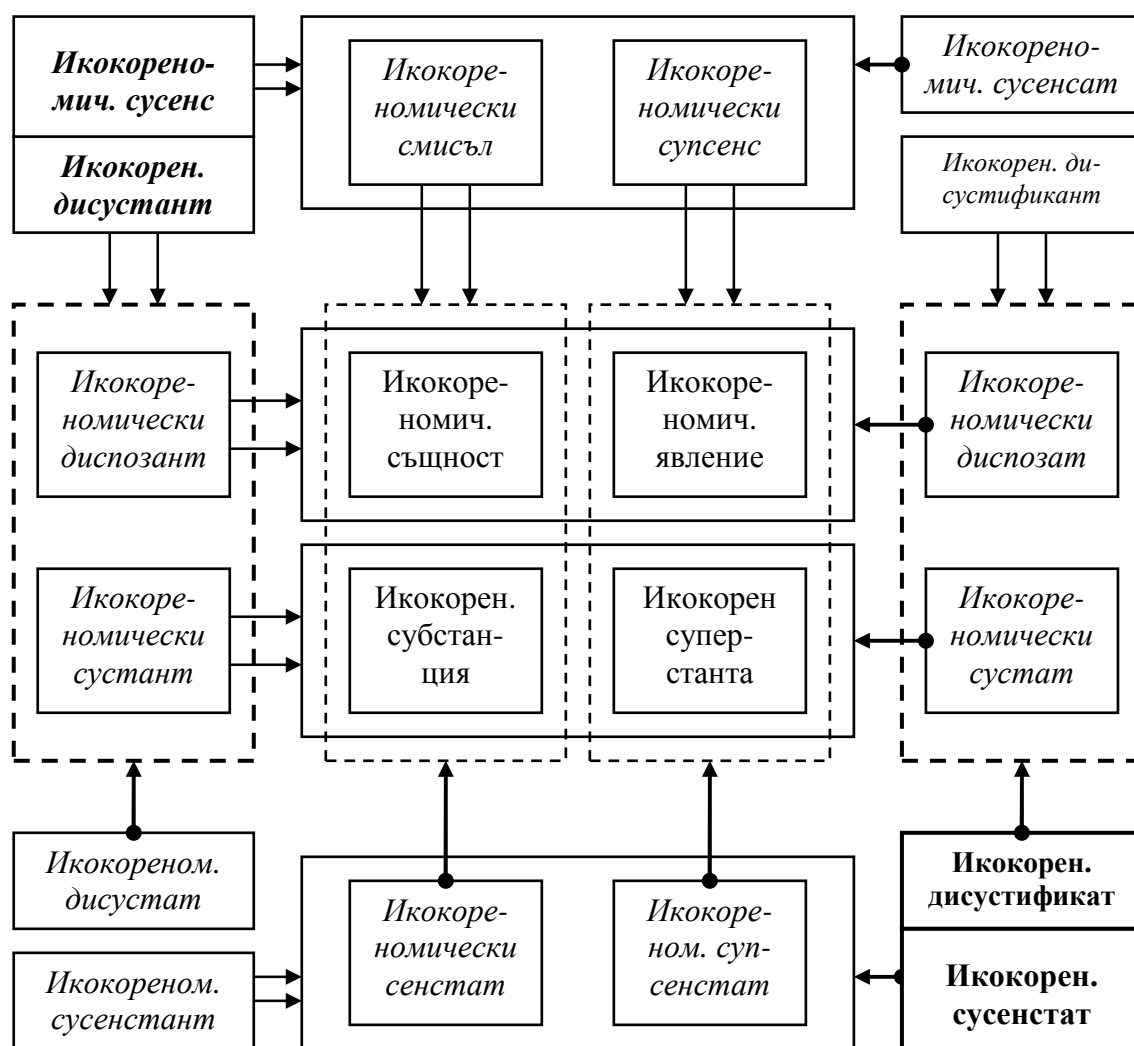 Икокорено-
мич. сусенс
Икокорен.
дисустант
Икокоре-
номически
смисъл
Икокоре-
номически
супсенс
Икокорено-
мич. сусенсат
Икокорен. ди-
сустификант
Икокоре-
номически
диспозант
Икокоре-
номич.
същност
Икокоре-
номич.
явление
Икокоре-
номически
диспозат
Икокоре-
номически
сустант
Икокорен.
субстан-
ция
Икокорен
супер-
станта
Икокоре-
номически
сустат
Икокореном.
дисустат
Икокореном.
сусенстант
Икокоре-
номически
сенстат
Икокоре-
ном. суп-
сенстат
Икокорен.
дисустификат
Икокорен.
сусенстат